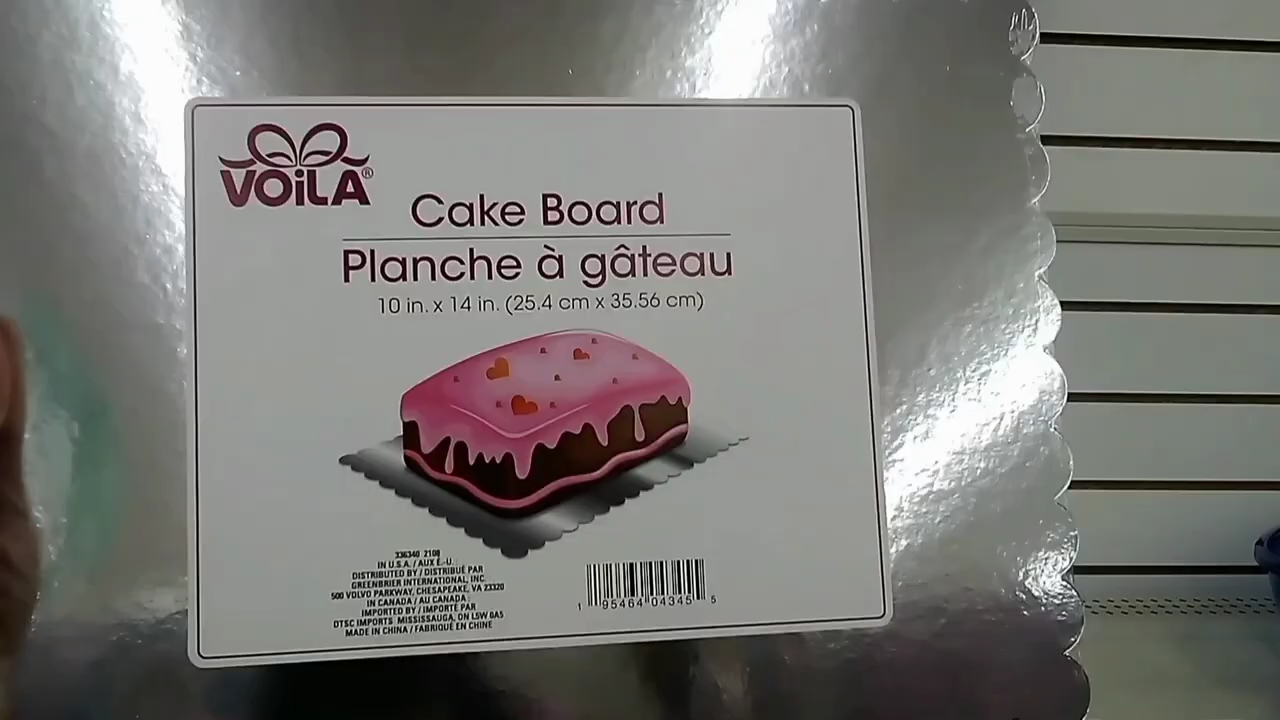 VOiLA®
Cake Board
Planche à gâteau
10 in. x 14 in. (25.4 cm x 35.56 cm)
336340 2108
IN U.S.A. / AUX É.-U.
DISTRIBUTED BY / DISTRIBUÉ PAR
GREENBRIER INTERNATIONAL, INC.
500 VOLVO PARKWAY, CHESAPEAKE, VA 23320
IN CANADA / AU CANADA
IMPORTED BY / IMPORTÉ PAR
DTSC IMPORTS MISSISSAUGA, ON L5W 0A5
MADE IN CHINA / FABRIQUÉ EN CHINE
1 95464 04345 5